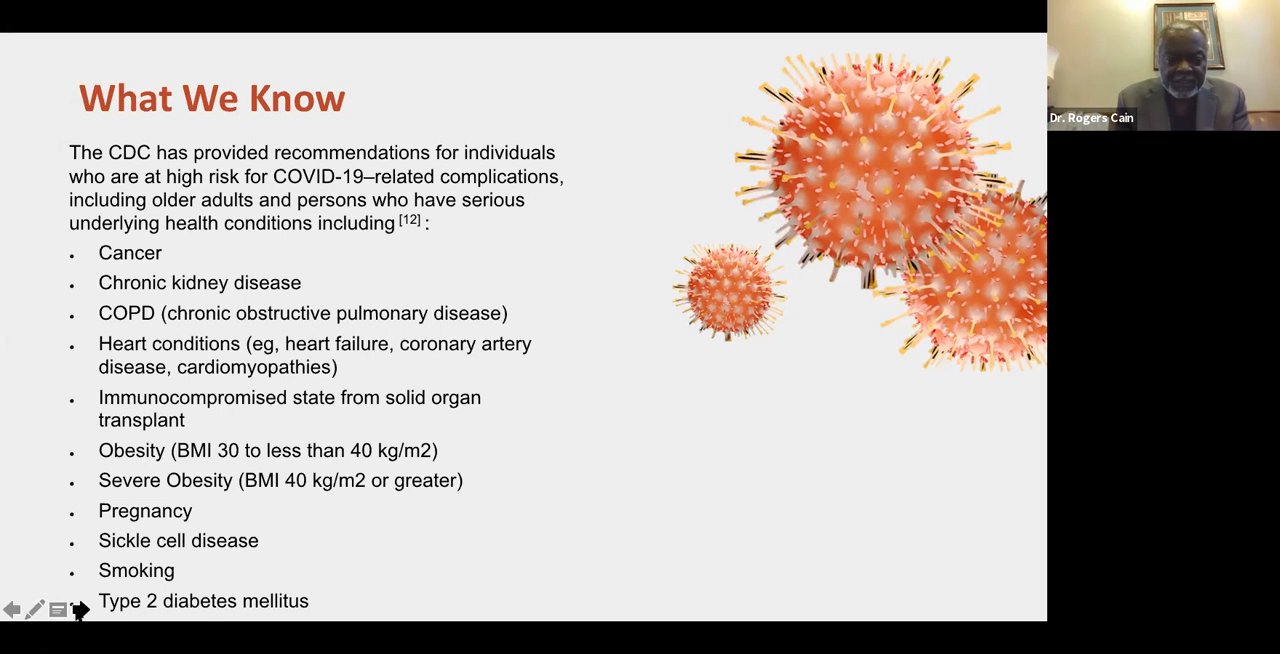 What We Know
The CDC has provided recommendations for individuals
who are at high risk for COVID-19–related complications,
including older adults and persons who have serious
underlying health conditions including [12] :
• Cancer
• Chronic kidney disease
• COPD (chronic obstructive pulmonary disease)
• Heart conditions (eg, heart failure, coronary artery
disease, cardiomyopathies)
• Immunocompromised state from solid organ
transplant
• Obesity (BMI 30 to less than 40 kg/m2)
• Severe Obesity (BMI 40 kg/m2 or greater)
• Pregnancy
• Sickle cell disease
• Smoking
• Type 2 diabetes mellitus
Dr. Rogers Cain